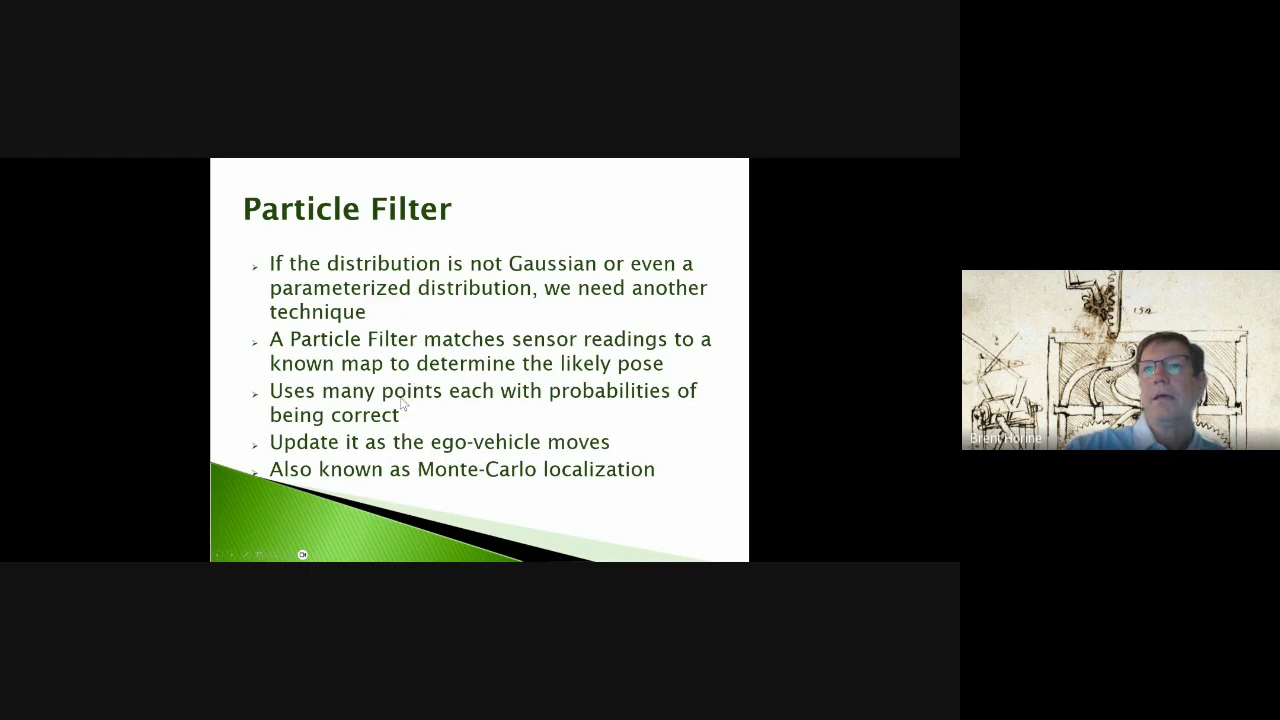 Particle Filter
If the distribution is not Gaussian or even a
parameterized distribution, we need another
technique
A Particle Filter matches sensor readings to a
known map to determine the likely pose
Uses many points each with probabilities of
being correct
Update it as the ego-vehicle moves
Also known as Monte-Carlo localization
Brent Horine